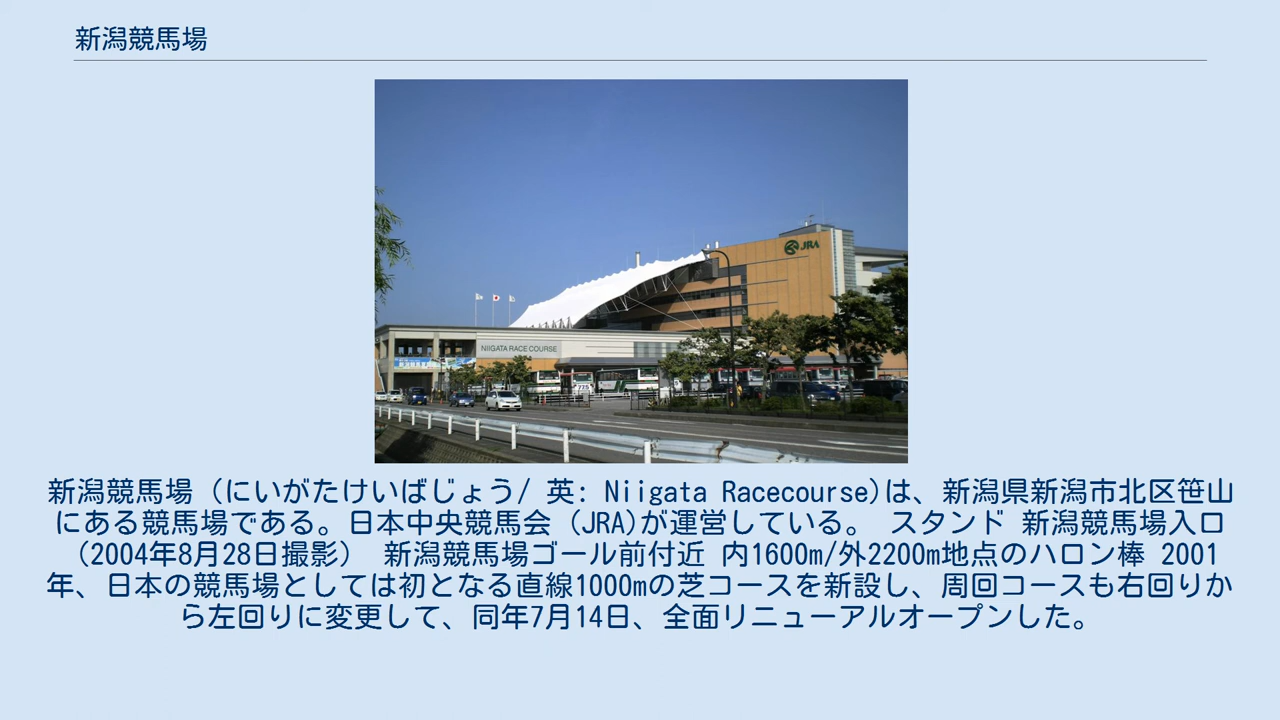 新潟競馬場
JRA
NIIGATA RACE COURSE
新潟競馬場 (にいがたけいばじょう/ 英: Niigata Racecourse)は、新潟県新潟市北区笹山
にある競馬場である。日本中央競馬会 (JRA)が運営している。 スタンド 新潟競馬場入口
（2004年8月28日撮影） 新潟競馬場ゴール前付近 内1600m/外2200m地点のハロン棒 2001
年、日本の競馬場としては初となる直線1000mの芝コースを新設し、周回コースも右回りか
ら左回りに変更して、同年7月14日、全面リニューアルオープンした。